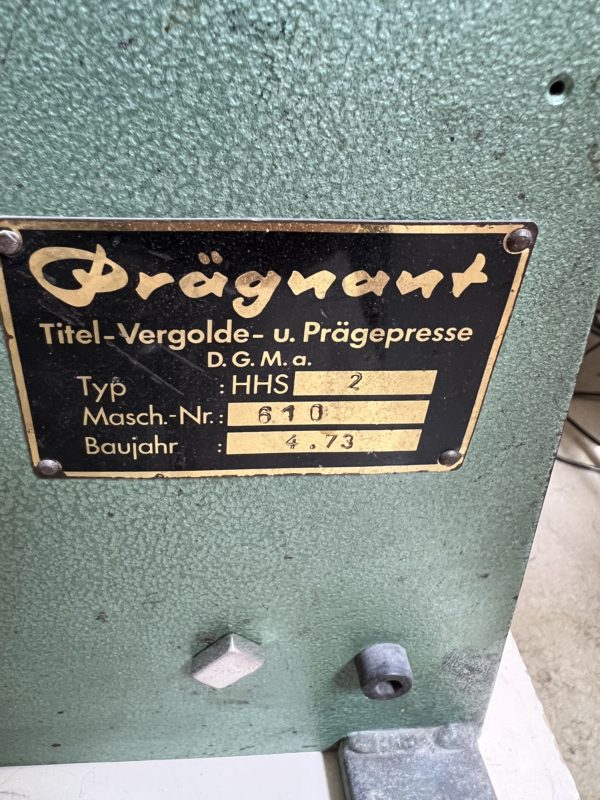 Prägnant
Titel-Vergolde- u. Prägepresse
D.G.M.a.
Typ : HHS 2
Masch.-Nr.: 610
Baujahr : 4.73